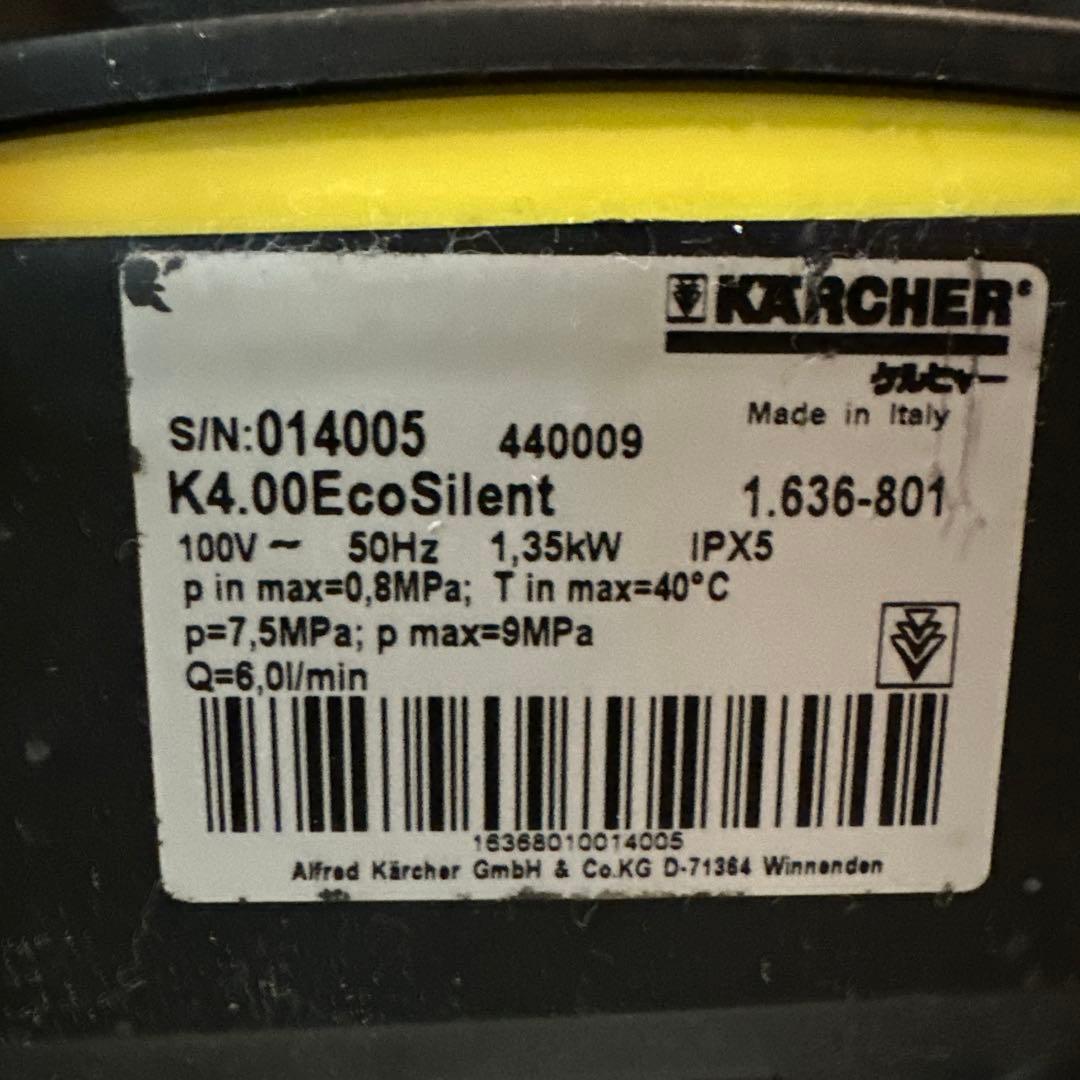 KÄRCHER®
ケルヒャー
Made in Italy
S/N:014005 440009
K4.00EcoSilent 1.636-801
100V ~ 50Hz 1,35kW IPX5
p in max=0,8MPa; T in max=40°C
p=7,5MPa; p max=9MPa
Q=6,0l/min
16368010014005
Alfred Kärcher GmbH & Co.KG D-71364 Winnenden